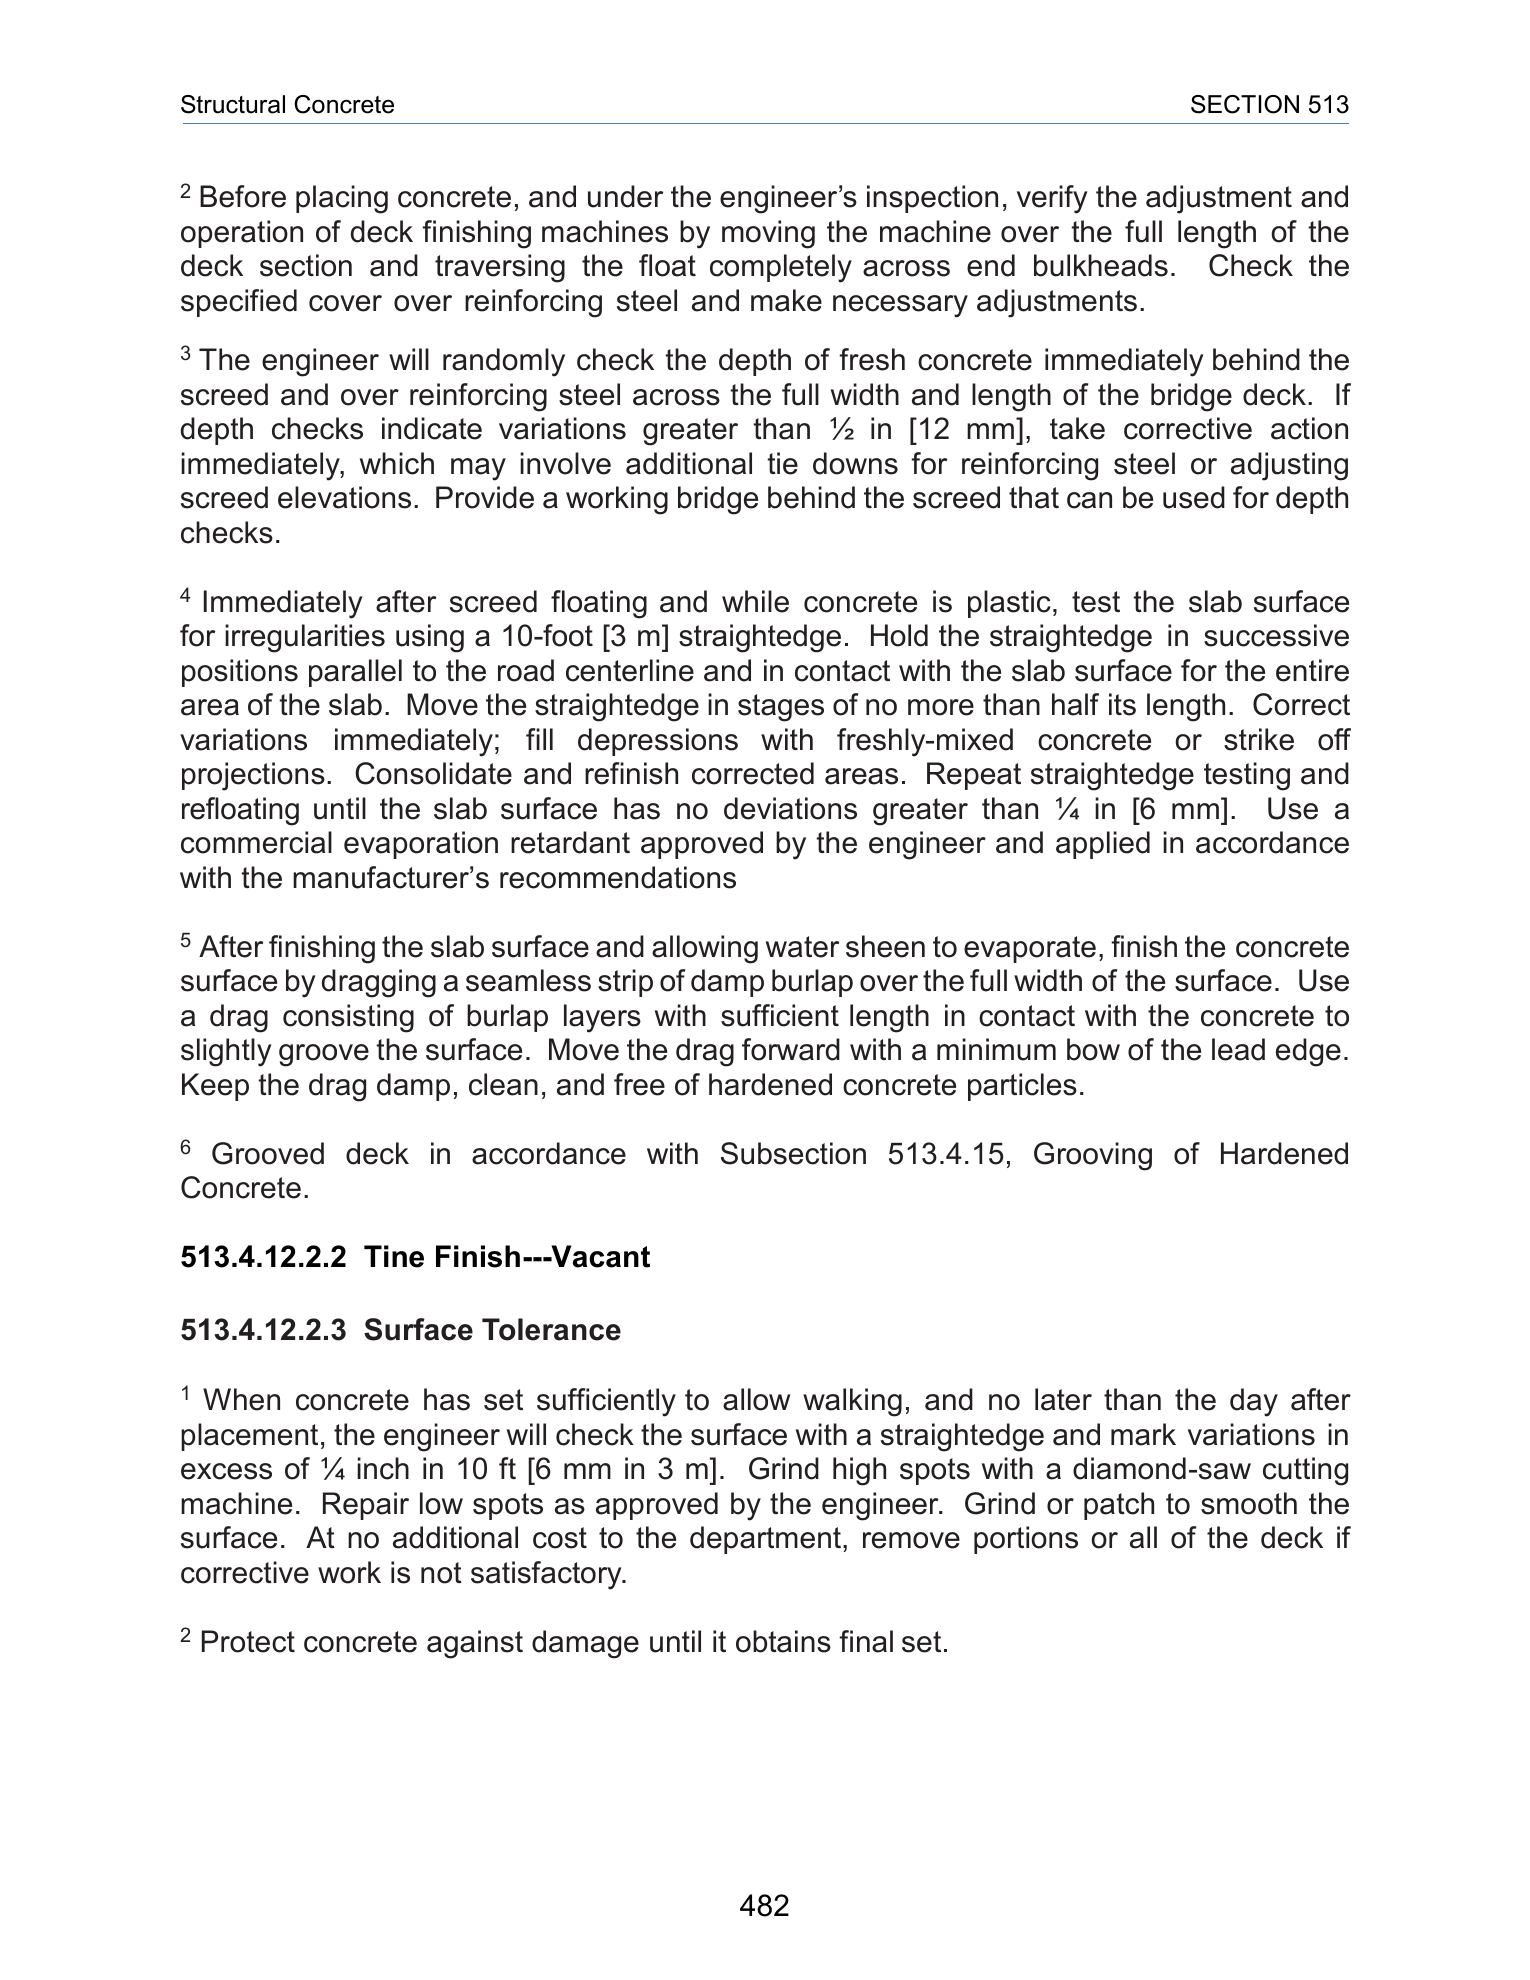 Structural Concrete SECTION 513
2 Before placing concrete, and under the engineer’s inspection, verify the adjustment and
operation of deck finishing machines by moving the machine over the full length of the
deck section and traversing the float completely across end bulkheads. Check the
specified cover over reinforcing steel and make necessary adjustments.
3 The engineer will randomly check the depth of fresh concrete immediately behind the
screed and over reinforcing steel across the full width and length of the bridge deck. If
depth checks indicate variations greater than ½ in [12 mm], take corrective action
immediately, which may involve additional tie downs for reinforcing steel or adjusting
screed elevations. Provide a working bridge behind the screed that can be used for depth
checks.
4 Immediately after screed floating and while concrete is plastic, test the slab surface
for irregularities using a 10-foot [3 m] straightedge. Hold the straightedge in successive
positions parallel to the road centerline and in contact with the slab surface for the entire
area of the slab. Move the straightedge in stages of no more than half its length. Correct
variations immediately; fill depressions with freshly-mixed concrete or strike off
projections. Consolidate and refinish corrected areas. Repeat straightedge testing and
refloating until the slab surface has no deviations greater than ¼ in [6 mm]. Use a
commercial evaporation retardant approved by the engineer and applied in accordance
with the manufacturer’s recommendations
5 After finishing the slab surface and allowing water sheen to evaporate, finish the concrete
surface by dragging a seamless strip of damp burlap over the full width of the surface. Use
a drag consisting of burlap layers with sufficient length in contact with the concrete to
slightly groove the surface. Move the drag forward with a minimum bow of the lead edge.
Keep the drag damp, clean, and free of hardened concrete particles.
6 Grooved deck in accordance with Subsection 513.4.15, Grooving of Hardened
Concrete.
513.4.12.2.2 Tine Finish---Vacant
513.4.12.2.3 Surface Tolerance
1 When concrete has set sufficiently to allow walking, and no later than the day after
placement, the engineer will check the surface with a straightedge and mark variations in
excess of ¼ inch in 10 ft [6 mm in 3 m]. Grind high spots with a diamond-saw cutting
machine. Repair low spots as approved by the engineer. Grind or patch to smooth the
surface. At no additional cost to the department, remove portions or all of the deck if
corrective work is not satisfactory.
2 Protect concrete against damage until it obtains final set.
482